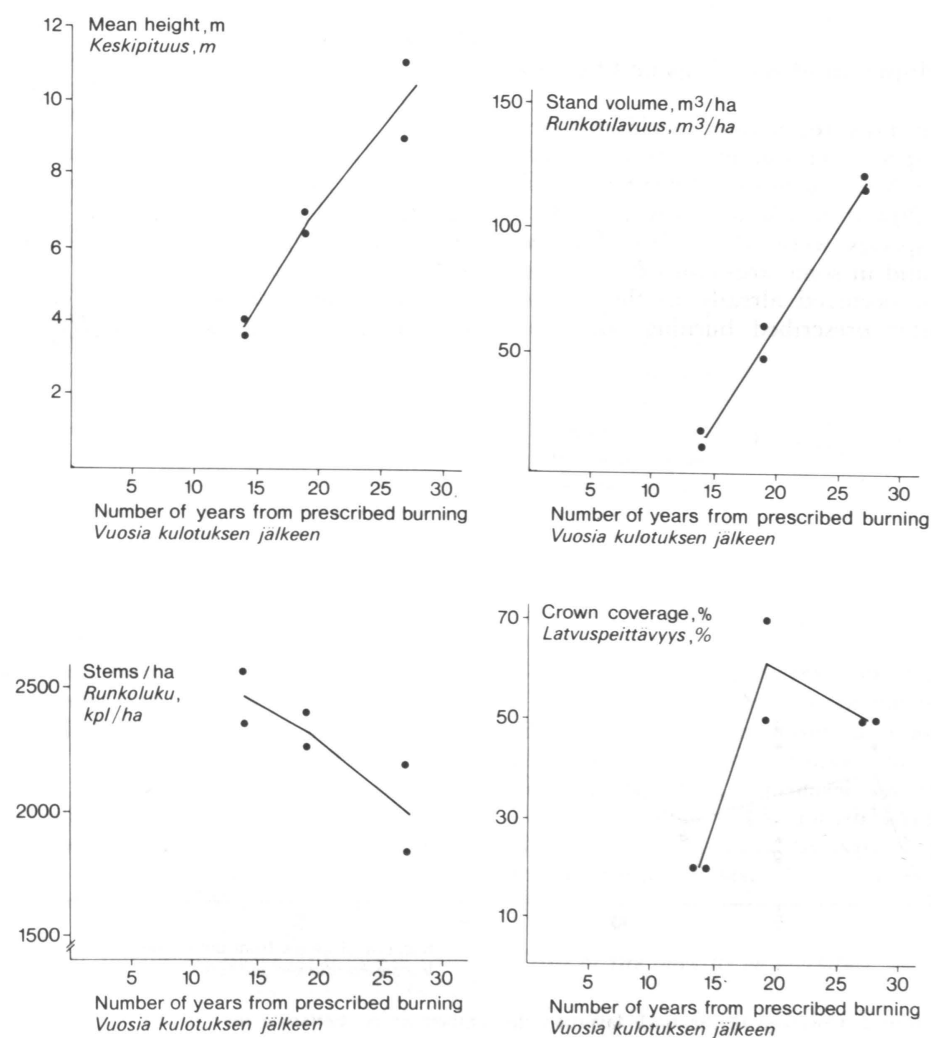 Mean height, m
Keskipituus, m
12
10
8
6
4
2
5 10 15 20 25 30
Number of years from prescribed burning
Vuosia kulotuksen jälkeen
Stand volume, m³/ha
Runkotilavuus, m³/ha
150
100
50
5 10 15 20 25 30
Number of years from prescribed burning
Vuosia kulotuksen jälkeen
Stems/ha
Runkoluku,
kpl/ha
2500
2000
1500
5 10 15 20 25 30
Number of years from prescribed burning
Vuosia kulotuksen jälkeen
Crown coverage, %
Latvuspeittävyys, %
70
50
30
10
5 10 15 20 25 30
Number of years from prescribed burning
Vuosia kulotuksen jälkeen